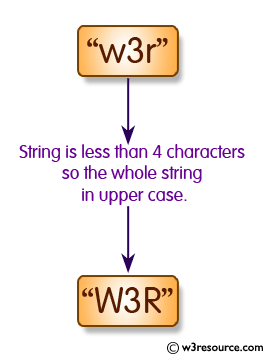 “w3r”
String is less than 4 characters
so the whole string
in upper case.
“W3R”
© w3resource.com